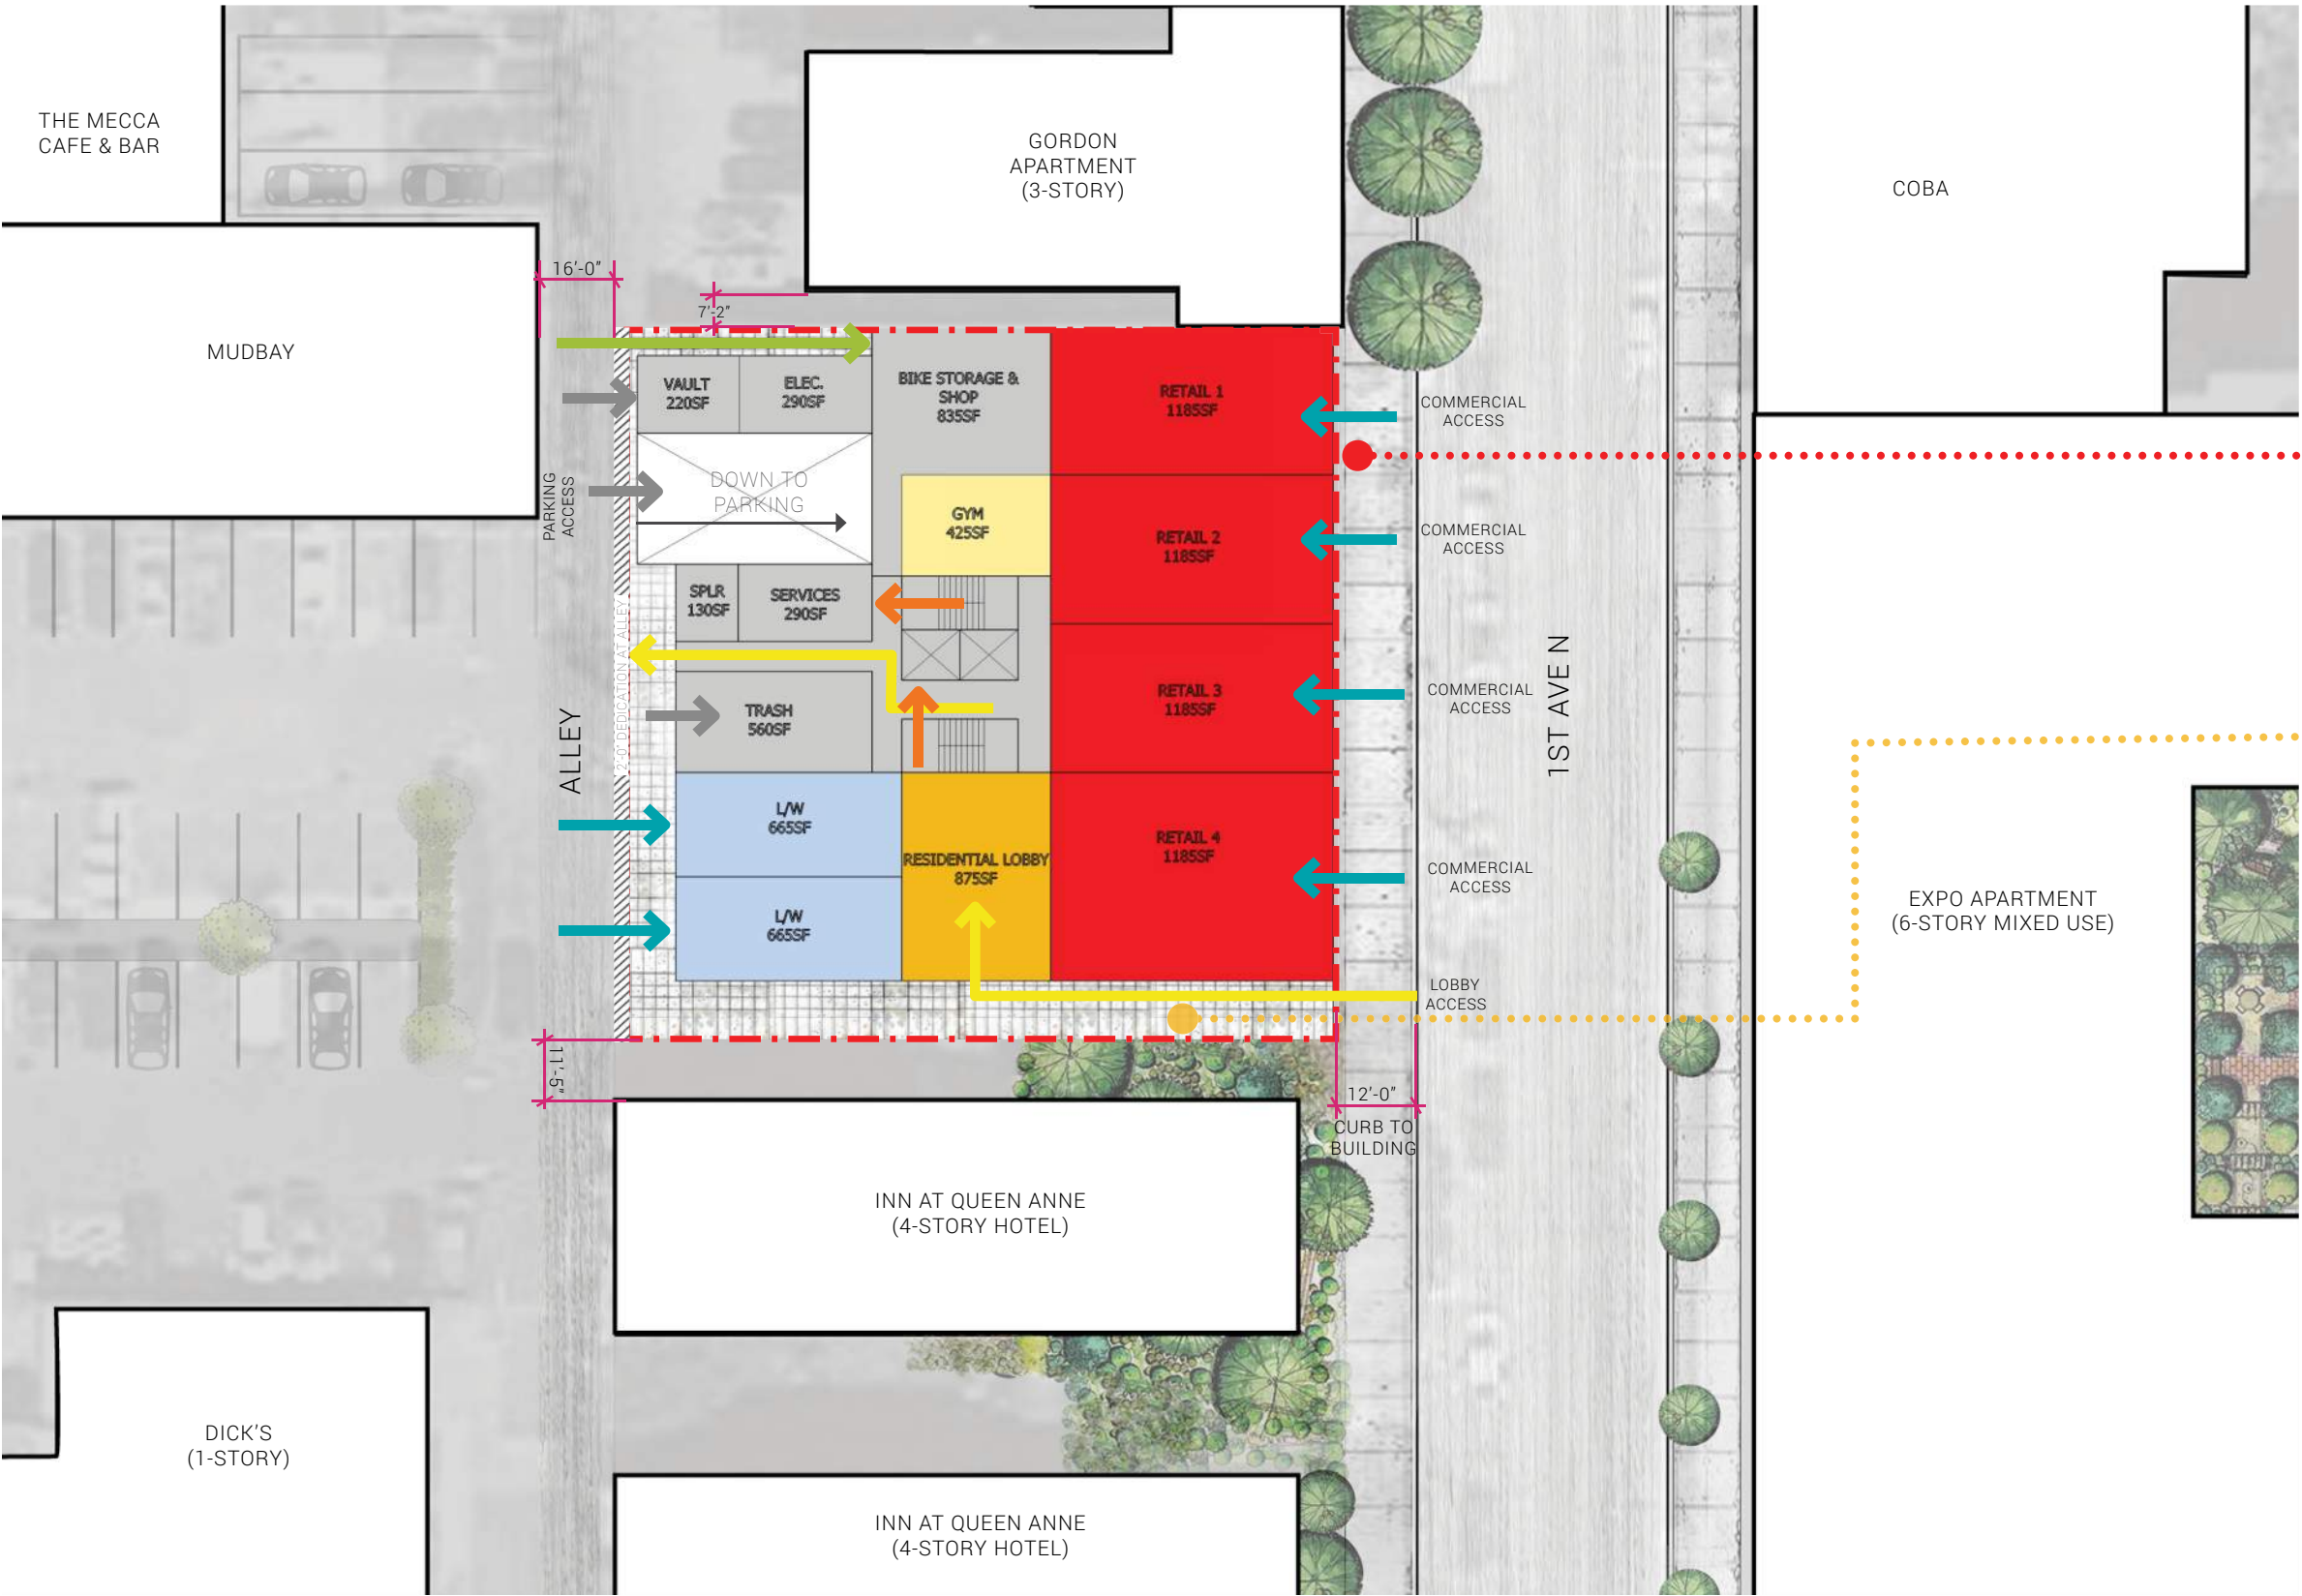 THE MECCA
CAFE & BAR
GORDON
APARTMENT
(3-STORY)
COBA
16'-0"
7'-2"
MUDBAY
VAULT
220SF
ELEC.
290SF
BIKE STORAGE &
SHOP
835SF
RETAIL 1
1185SF
COMMERCIAL
ACCESS
PARKING
ACCESS
DOWN TO
PARKING
GYM
425SF
RETAIL 2
1185SF
COMMERCIAL
ACCESS
SPLR
130SF
SERVICES
290SF
2'-0" DEDICATION AT ALLEY
ALLEY
TRASH
560SF
RETAIL 3
1185SF
COMMERCIAL
ACCESS
1ST AVE N
L/W
665SF
RESIDENTIAL LOBBY
875SF
RETAIL 4
1185SF
COMMERCIAL
ACCESS
L/W
665SF
EXPO APARTMENT
(6-STORY MIXED USE)
LOBBY
ACCESS
11'-5"
12'-0"
CURB TO
BUILDING
INN AT QUEEN ANNE
(4-STORY HOTEL)
DICK'S
(1-STORY)
INN AT QUEEN ANNE
(4-STORY HOTEL)